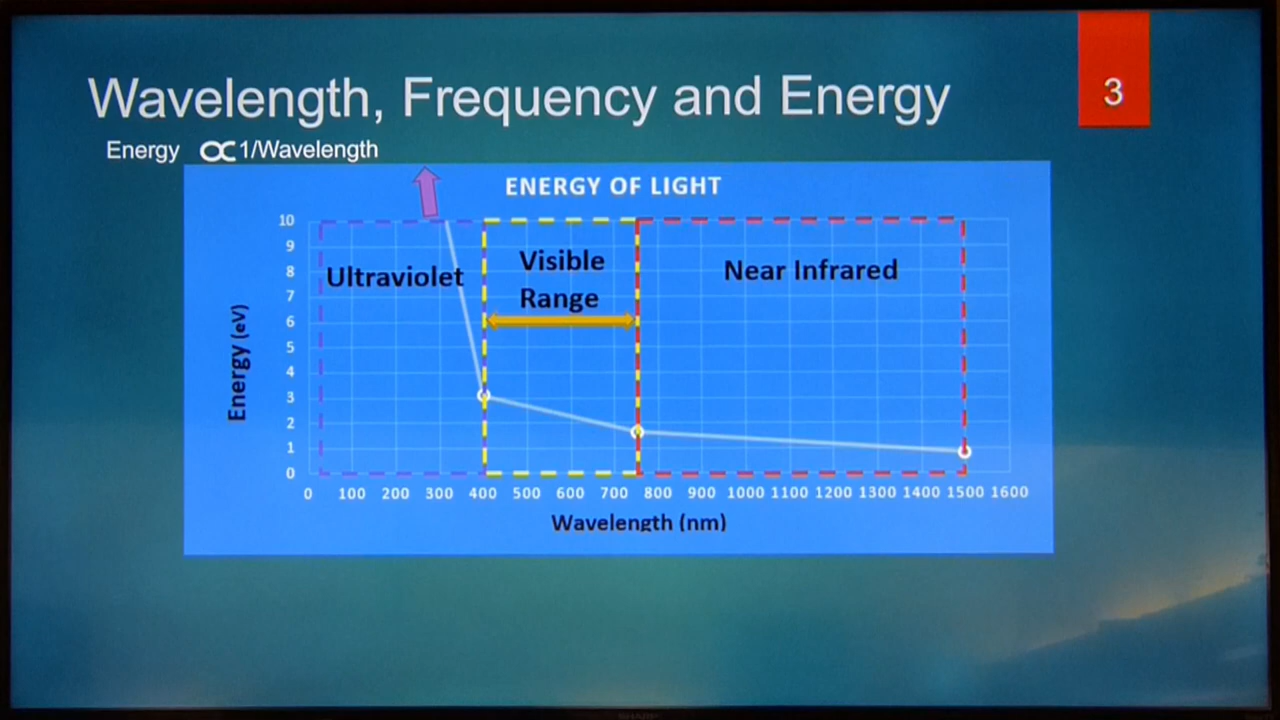 Wavelength, Frequency and Energy
3
Energy ∝ 1/Wavelength
ENERGY OF LIGHT
10
9
8
7
6
5
4
3
2
1
0
Energy (eV)
Ultraviolet
Visible
Range
Near Infrared
0 100 200 300 400 500 600 700 800 900 1000 1100 1200 1300 1400 1500 1600
Wavelength (nm)
SHARP